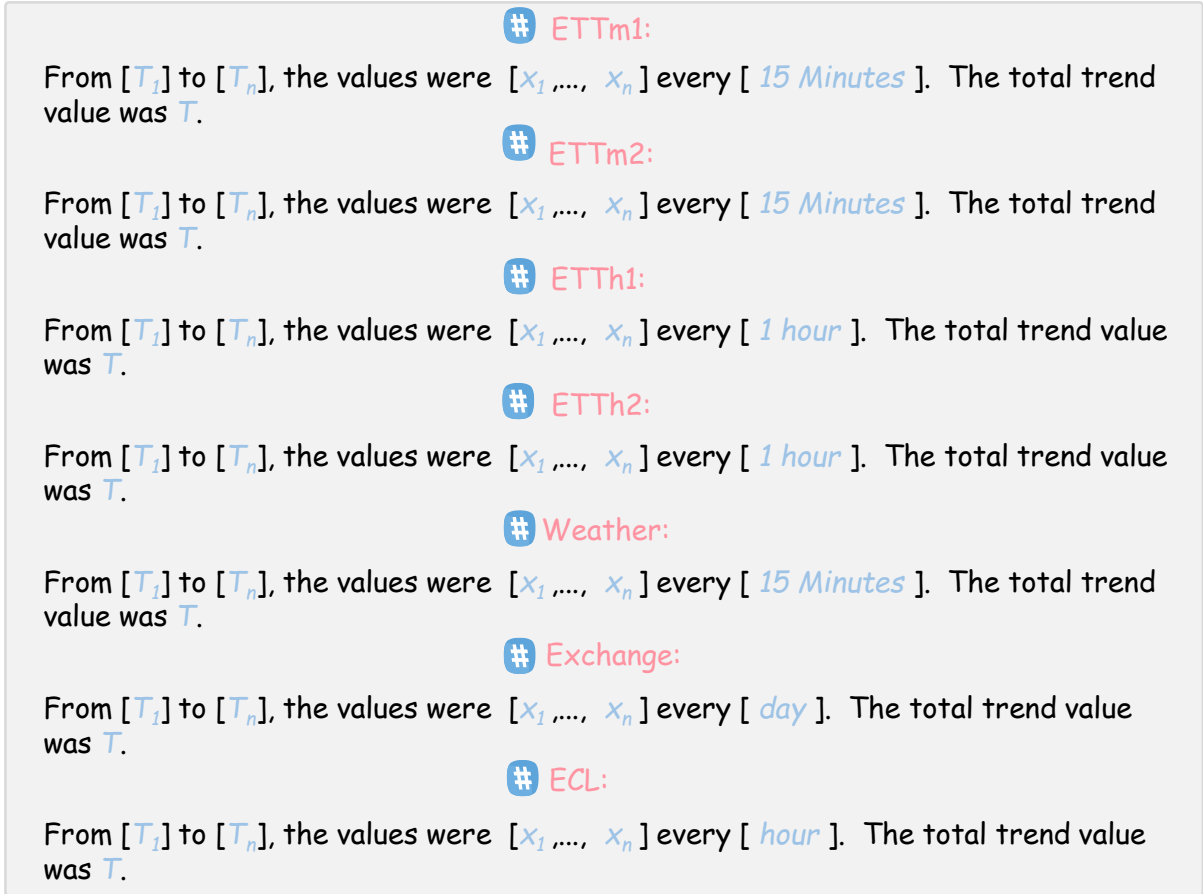 # ETTm1:
From [T₁] to [Tₙ], the values were [x₁,..., xₙ] every [ 15 Minutes ]. The total trend
value was T.
# ETTm2:
From [T₁] to [Tₙ], the values were [x₁,..., xₙ] every [ 15 Minutes ]. The total trend
value was T.
# ETTh1:
From [T₁] to [Tₙ], the values were [x₁,..., xₙ] every [ 1 hour ]. The total trend value
was T.
# ETTh2:
From [T₁] to [Tₙ], the values were [x₁,..., xₙ] every [ 1 hour ]. The total trend value
was T.
# Weather:
From [T₁] to [Tₙ], the values were [x₁,..., xₙ] every [ 15 Minutes ]. The total trend
value was T.
# Exchange:
From [T₁] to [Tₙ], the values were [x₁,..., xₙ] every [ day ]. The total trend value
was T.
# ECL:
From [T₁] to [Tₙ], the values were [x₁,..., xₙ] every [ hour ]. The total trend value
was T.